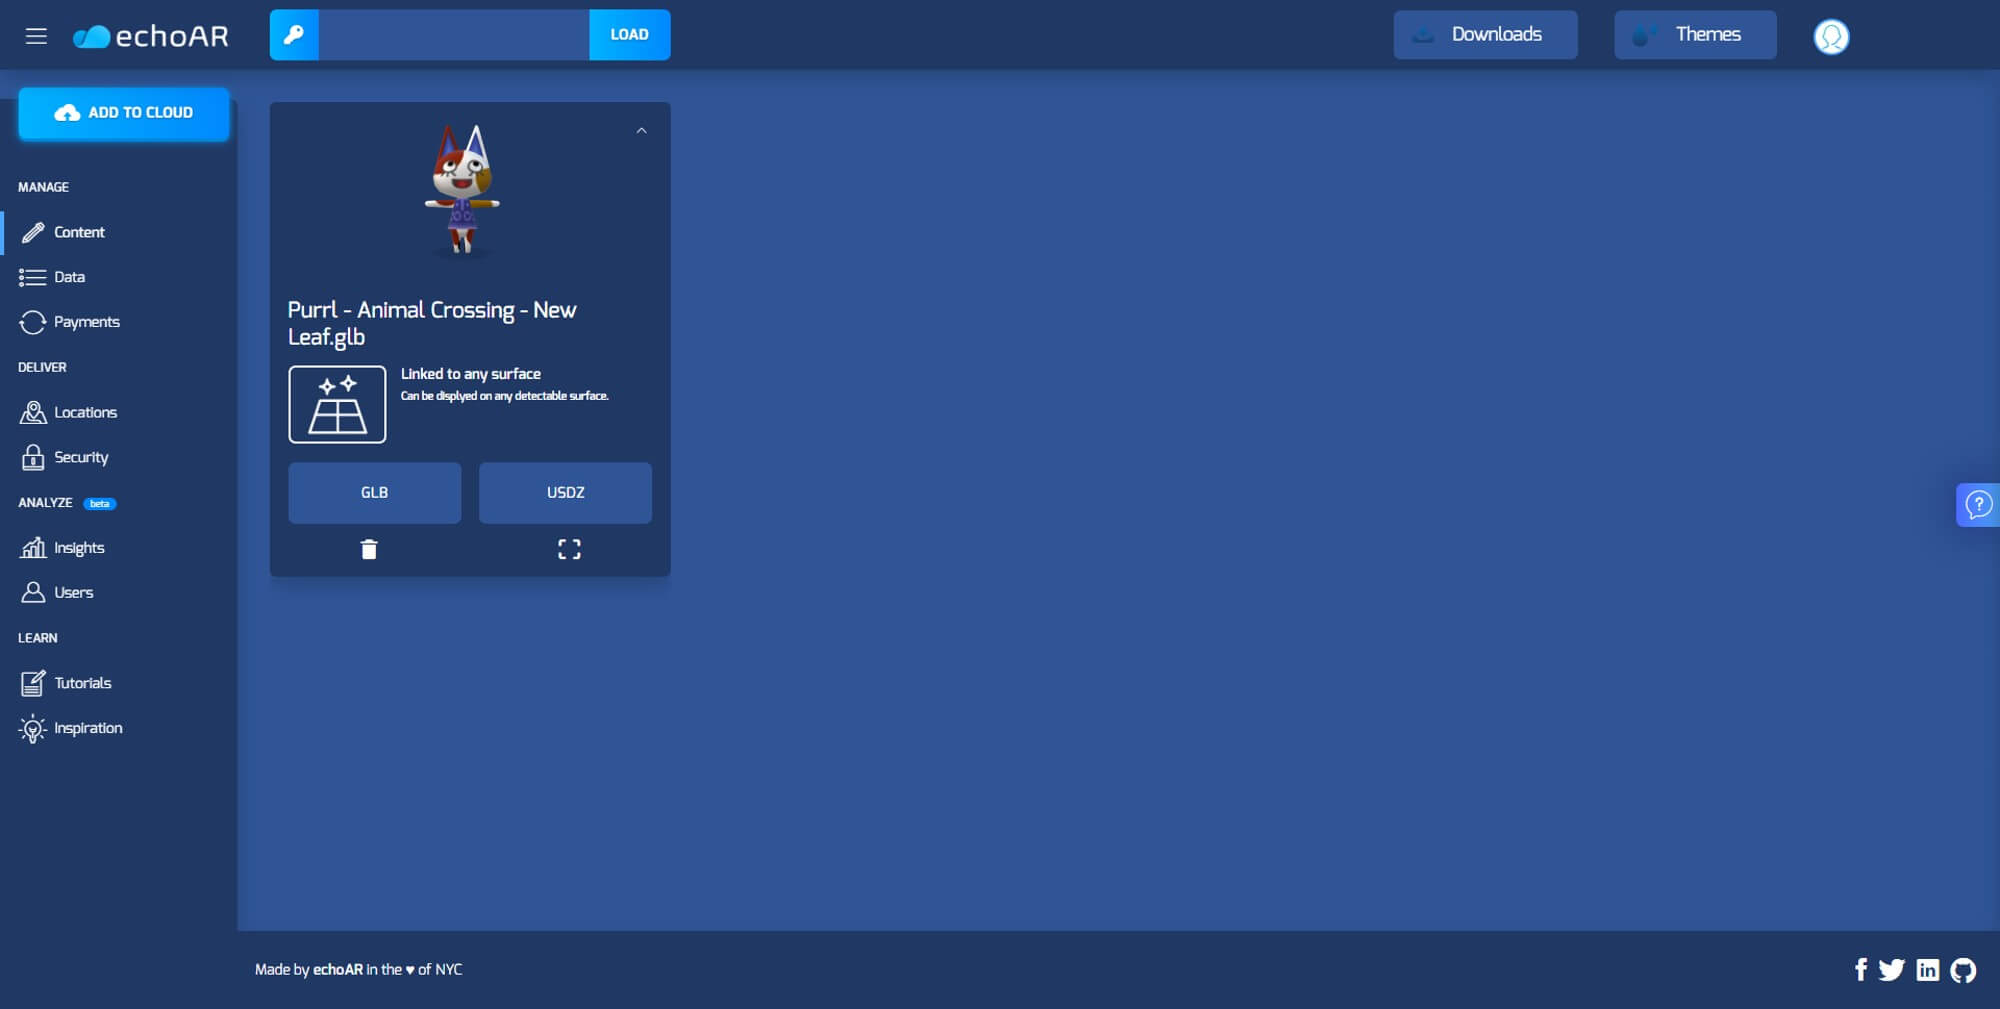 echoAR
LOAD
Downloads
Themes
ADD TO CLOUD
MANAGE
Content
Data
Payments
DELIVER
Locations
Security
ANALYZE beta
Insights
Users
LEARN
Tutorials
Inspiration
Purrl - Animal Crossing - New
Leaf.glb
Linked to any surface
Can be displyed on any detectable surface.
GLB
USDZ
?
Made by echoAR in the ♥ of NYC